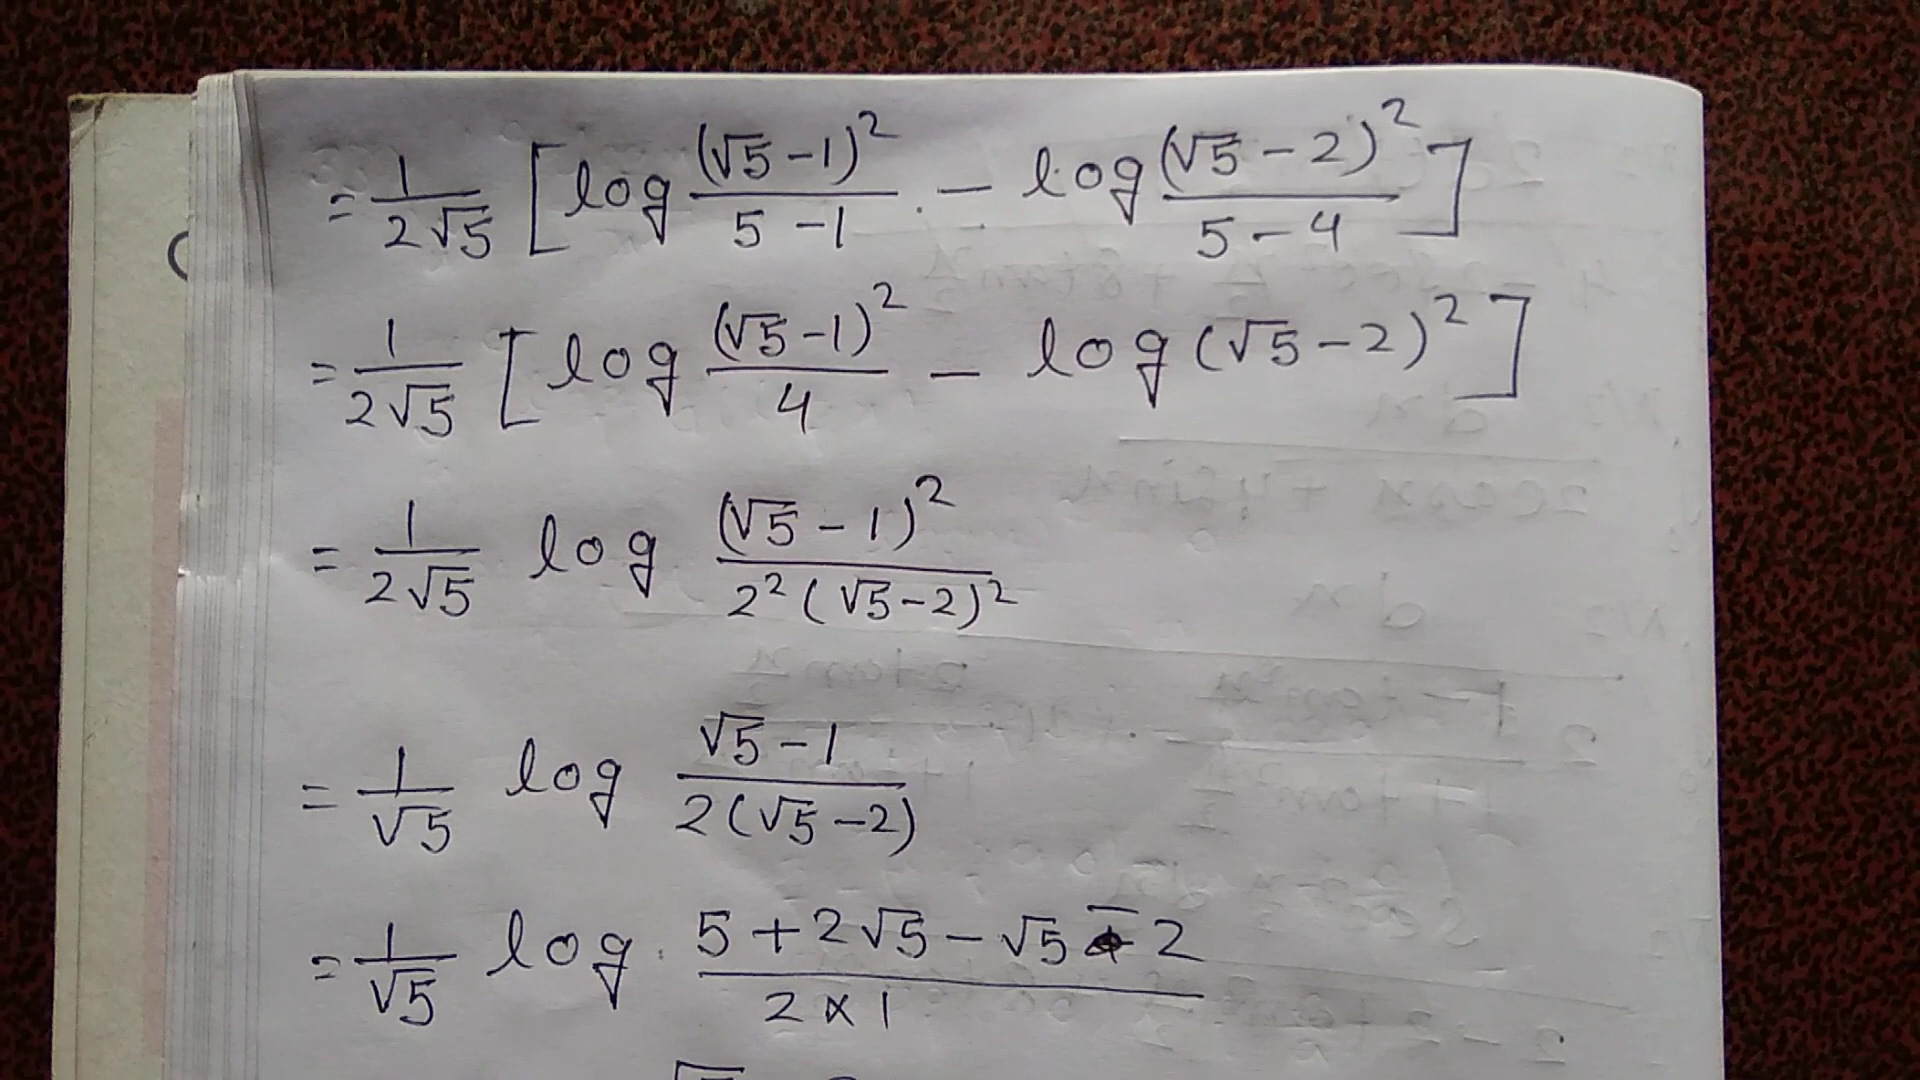 = 1/(2√5) [log (√5-1)²/(5-1) - log (√5-2)²/(5-4)]
= 1/(2√5) [log (√5-1)²/4 - log (√5-2)²]
= 1/(2√5) log (√5-1)²/(2²(√5-2)²)
= 1/√5 log (√5-1)/(2(√5-2))
= 1/√5 log (5+2√5-√5-2)/(2×1)